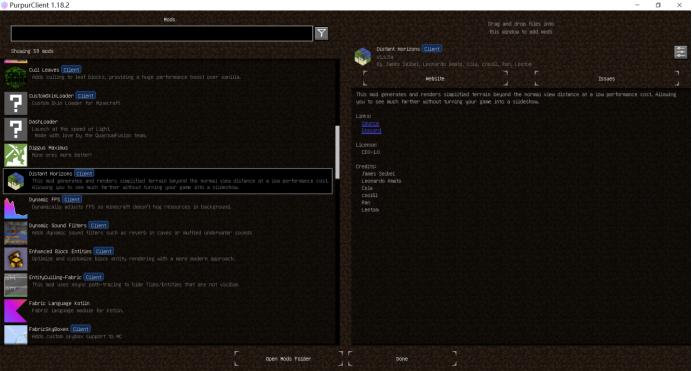 PurpurClient 1.18.2
Mods
Drag and drop files into
this window to add mods
Showing 59 mods
Cull Leaves Client
Adds culling to leaf blocks, providing a huge performance boost over vanilla.
CustomSkinLoader Client
Custom Skin Loader for Minecraft
DashLoader
Launch at the speed of Light.
Made with love by the QuantumFusion team.
Diggus Maximus
Mine ores more better!
Distant Horizons Client
This mod generates and renders simplified terrain beyond the normal view distance at a low performance cost.
Allowing you to see much farther without turning your game into a slideshow.
Dynamic FPS Client
Dynamically adjusts FPS so Minecraft doesn't hog resources in background.
Dynamic Sound Filters Client
Adds dynamic sound filters such as reverb in caves or muffled underwater sounds
Enhanced Block Entities Client
Optimize and customize block entity rendering with a more modern approach.
EntityCulling-Fabric Client
This mod uses async path-tracing to hide Tiles/Entities that are not visible
Fabric Language Kotlin
Fabric language module for Kotlin.
FabricSkyBoxes Client
Adds custom skybox support to MC
Distant Horizons Client
By James Seibel, Leonardo Amato, Cola, coolGi, Ran, Leetom
Website
Issues
This mod generates and renders simplified terrain beyond the normal view distance at a low performance cost. Allowing
you to see much farther without turning your game into a slideshow.
Links:
Source
Discord
License:
CC0-1.0
Credits:
James Seibel
Leonardo Amato
Cola
coolGi
Ran
Leetom
Open Mods Folder
Done